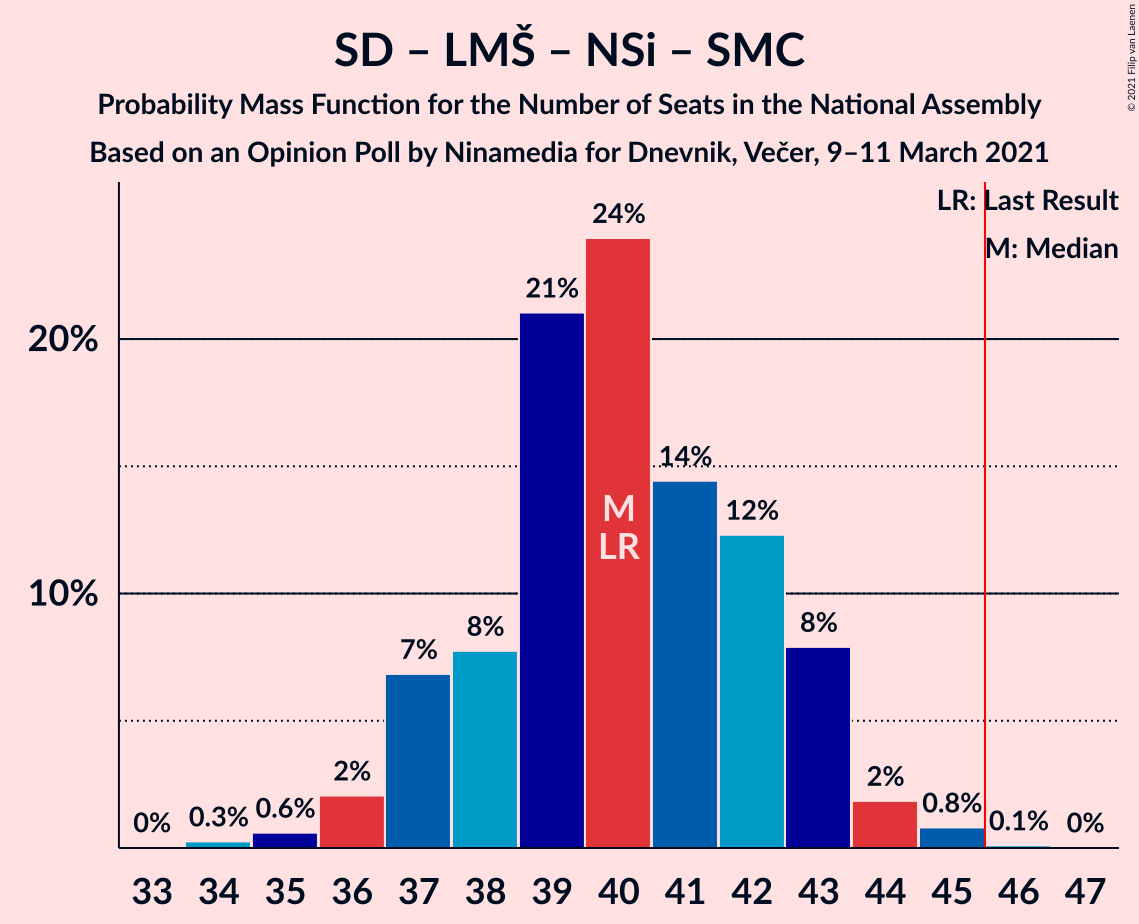 SD – LMŠ – NSi – SMC
Probability Mass Function for the Number of Seats in the National Assembly
Based on an Opinion Poll by Ninamedia for Dnevnik, Večer, 9–11 March 2021
© 2021 Filip van Laenen
LR: Last Result
M: Median
20%
10%
0%
0.3%
0.6%
2%
7%
8%
21%
24%
14%
12%
8%
2%
0.8%
0.1%
0%
M
LR
33 34 35 36 37 38 39 40 41 42 43 44 45 46 47